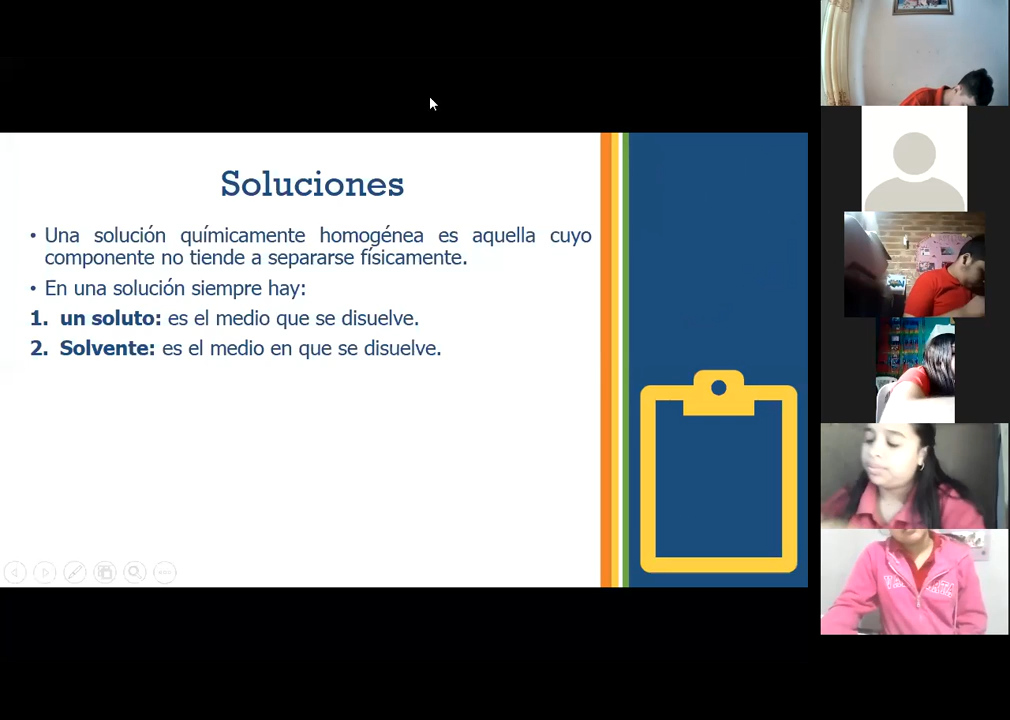 Soluciones
• Una solución químicamente homogénea es aquella cuyo
componente no tiende a separarse físicamente.
• En una solución siempre hay:
1. un soluto: es el medio que se disuelve.
2. Solvente: es el medio en que se disuelve.